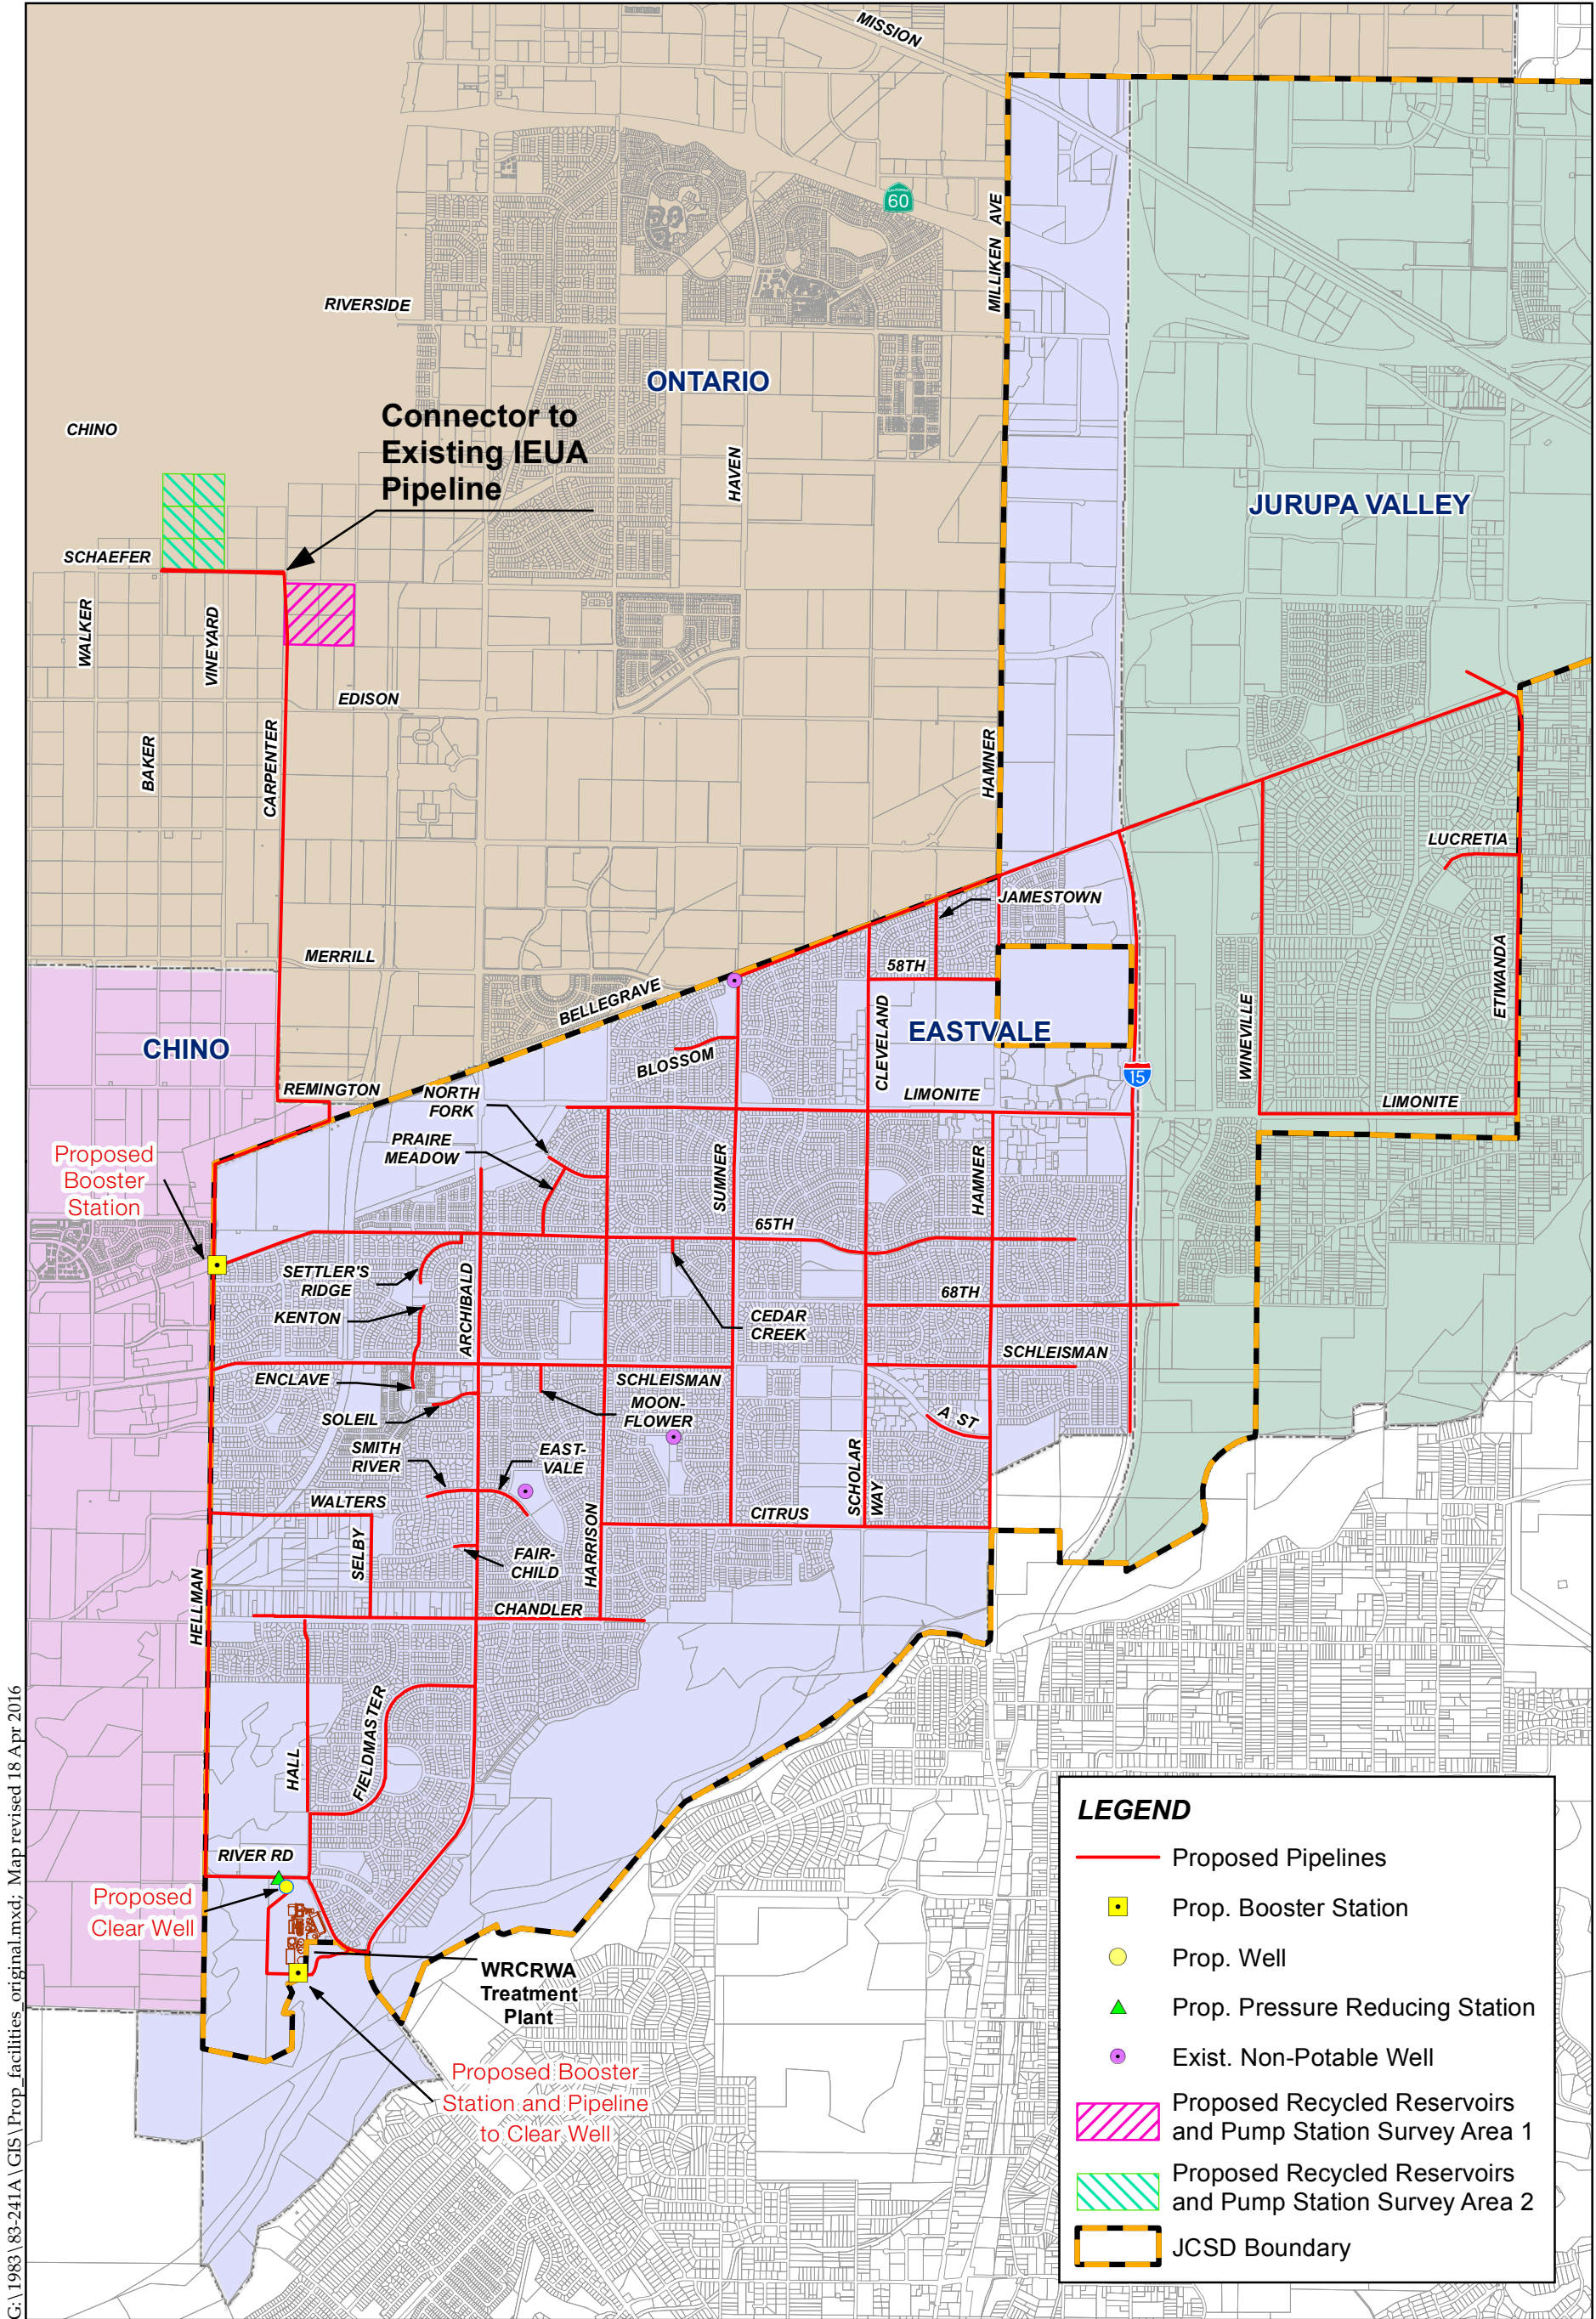 MISSION
CALIFORNIA
60
MILLIKEN AVE
RIVERSIDE
ONTARIO
Connector to
Existing IEUA
Pipeline
CHINO
HAVEN
JURUPA VALLEY
SCHAEFER
WALKER
VINEYARD
EDISON
BAKER
CARPENTER
HAMNER
LUCRETIA
JAMESTOWN
MERRILL
58TH
BELLEGRAVE
ETIWANDA
CHINO
EASTVALE
CLEVELAND
WINEVILLE
BLOSSOM
15
REMINGTON
NORTH
FORK
LIMONITE
LIMONITE
PRAIRE
MEADOW
Proposed
Booster
Station
SUMNER
HAMNER
65TH
SETTLER'S
RIDGE
ARCHIBALD
68TH
KENTON
CEDAR
CREEK
SCHLEISMAN
ENCLAVE
SCHLEISMAN
MOON-
FLOWER
SOLEIL
A ST
SMITH
RIVER
EAST-
VALE
SCHOLAR
WAY
WALTERS
CITRUS
HARRISON
SELBY
FAIR-
CHILD
HELLMAN
CHANDLER
FIELDMASTER
HALL
RIVER RD
Proposed
Clear Well
WRCRWA
Treatment
Plant
Proposed Booster
Station and Pipeline
to Clear Well
LEGEND
Proposed Pipelines
Prop. Booster Station
Prop. Well
Prop. Pressure Reducing Station
Exist. Non-Potable Well
Proposed Recycled Reservoirs
and Pump Station Survey Area 1
Proposed Recycled Reservoirs
and Pump Station Survey Area 2
JCSD Boundary
G:\1983\83-241A\GIS\Prop_facilities_original.mxd; Map revised 18 Apr 2016